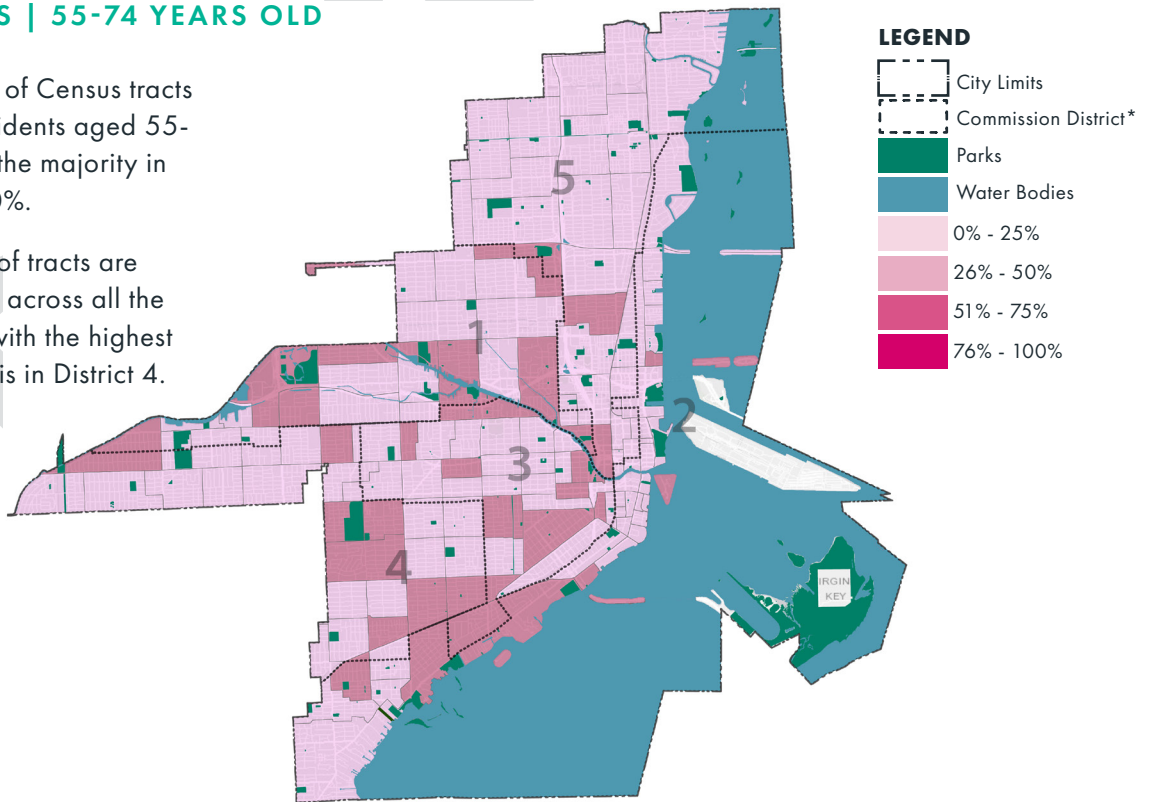 S | 55-74 YEARS OLD
of Census tracts
idents aged 55-
the majority in
0%.
of tracts are
across all the
with the highest
is in District 4.
LEGEND
City Limits
Commission District*
Parks
Water Bodies
0% - 25%
26% - 50%
51% - 75%
76% - 100%
5
1
2
3
4
IRGIN
KEY